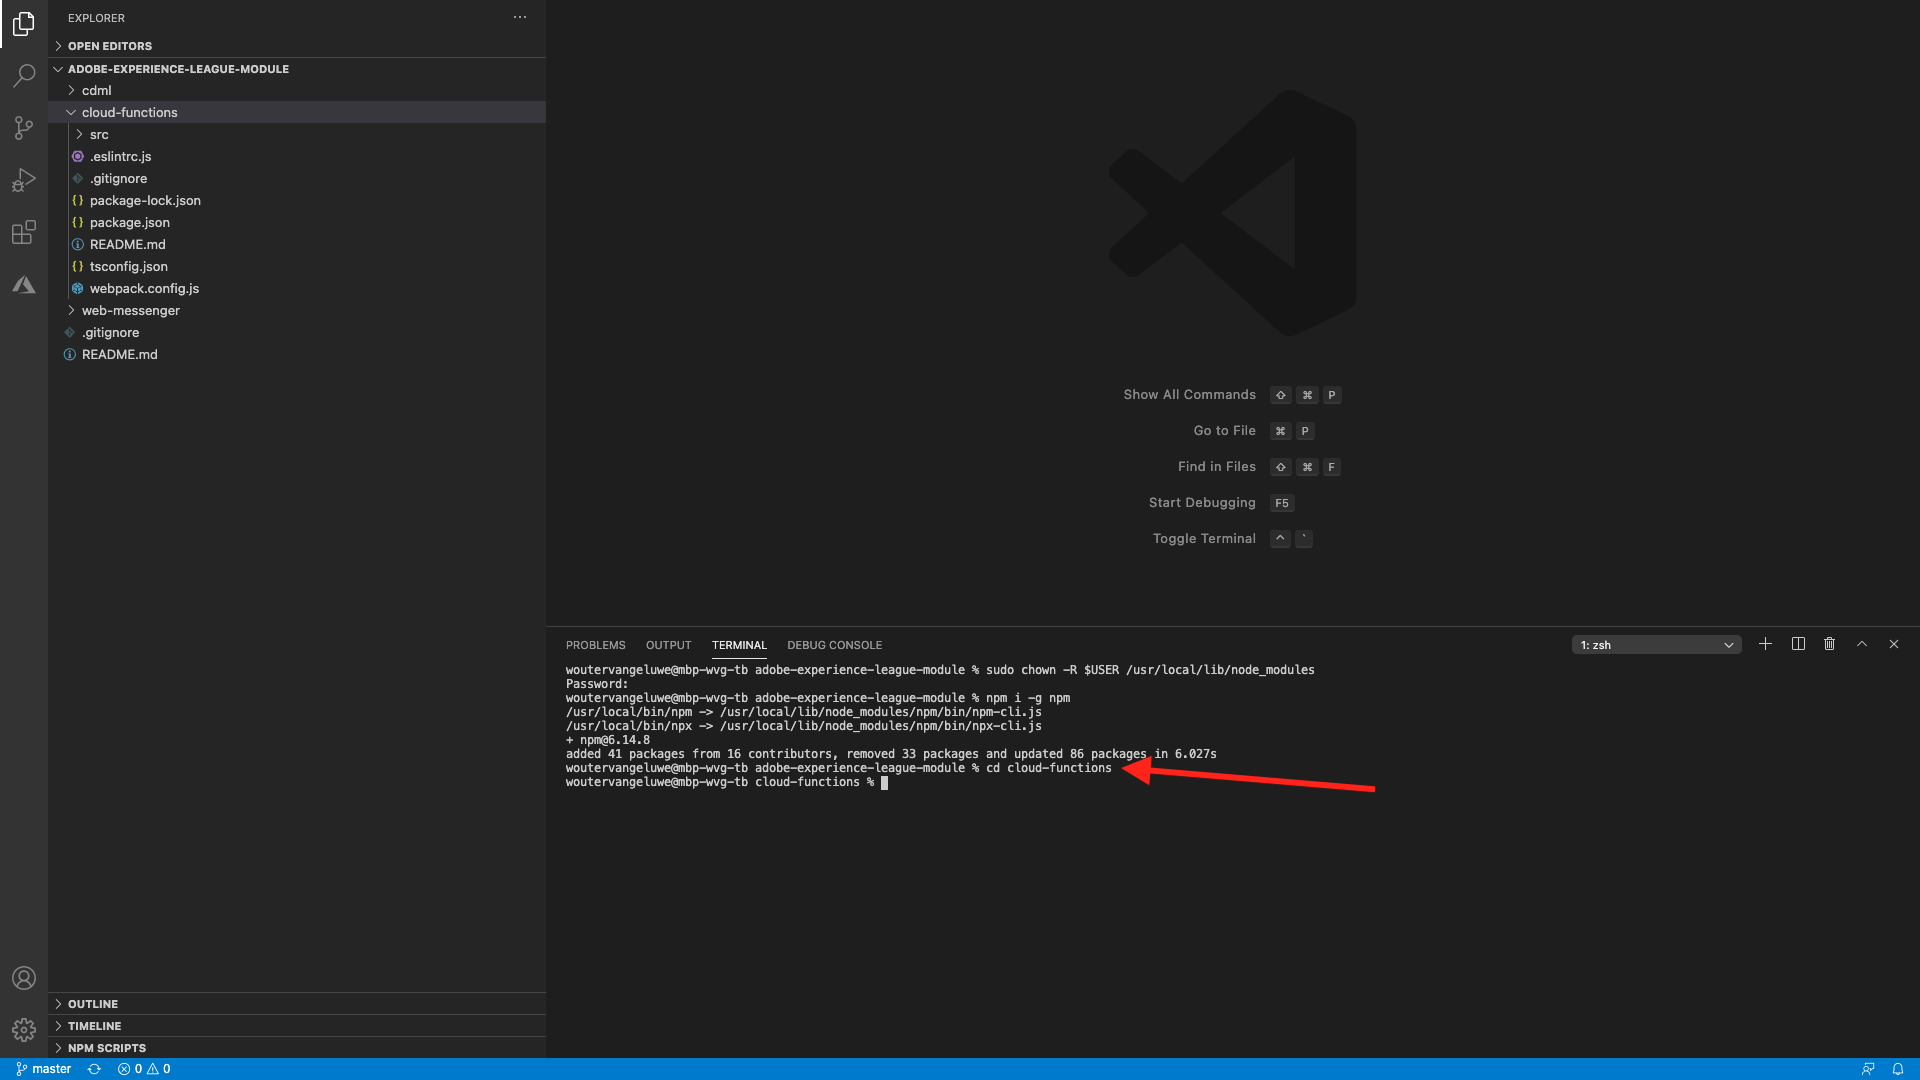 EXPLORER
OPEN EDITORS
ADOBE-EXPERIENCE-LEAGUE-MODULE
cdml
cloud-functions
src
.eslintrc.js
.gitignore
package-lock.json
package.json
README.md
tsconfig.json
webpack.config.js
web-messenger
.gitignore
README.md
OUTLINE
TIMELINE
NPM SCRIPTS
Show All Commands ⇧ ⌘ P
Go to File ⌘ P
Find in Files ⇧ ⌘ F
Start Debugging F5
Toggle Terminal ^ `
PROBLEMS OUTPUT TERMINAL DEBUG CONSOLE 1: zsh
woutervangeluwe@mbp-wvg-tb adobe-experience-league-module % sudo chown -R $USER /usr/local/lib/node_modules
Password:
woutervangeluwe@mbp-wvg-tb adobe-experience-league-module % npm i -g npm
/usr/local/bin/npm -> /usr/local/lib/node_modules/npm/bin/npm-cli.js
/usr/local/bin/npx -> /usr/local/lib/node_modules/npm/bin/npx-cli.js
+ npm@6.14.8
added 41 packages from 16 contributors, removed 33 packages and updated 86 packages in 6.027s
woutervangeluwe@mbp-wvg-tb adobe-experience-league-module % cd cloud-functions
woutervangeluwe@mbp-wvg-tb cloud-functions %
master 0 0